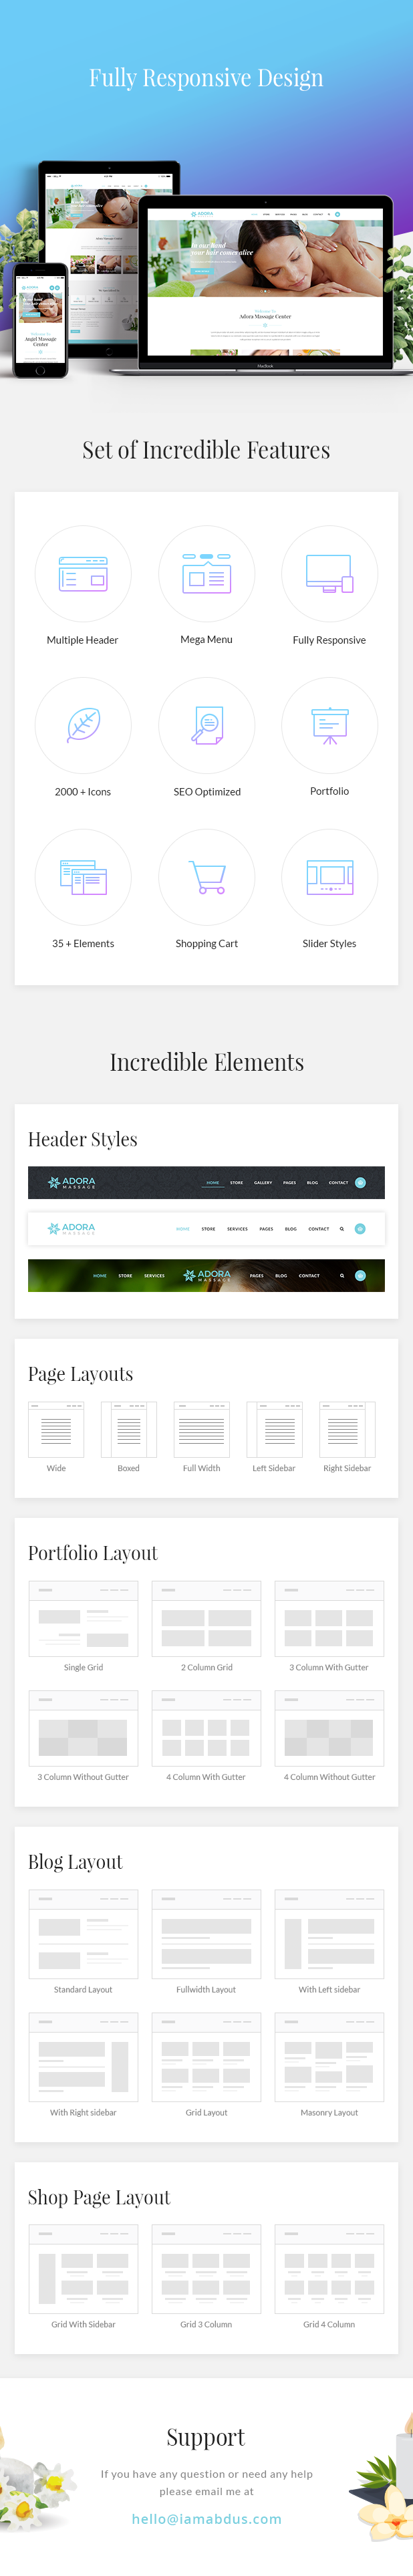 Fully Responsive Design
ADORA
In our hand
your hair comes alive
Welcome To
Adora Massage Center
Welcome To
Angel Massage
Center
MacBook
Set of Incredible Features
Multiple Header
Mega Menu
Fully Responsive
2000 + Icons
SEO Optimized
Portfolio
35 + Elements
Shopping Cart
Slider Styles
Incredible Elements
Header Styles
ADORA
MASSAGE
HOME STORE GALLERY PAGES BLOG CONTACT
ADORA
MASSAGE
HOME STORE SERVICES PAGES BLOG CONTACT
HOME STORE SERVICES
ADORA
MASSAGE
PAGES BLOG CONTACT
Page Layouts
Wide
Boxed
Full Width
Left Sidebar
Right Sidebar
Portfolio Layout
Single Grid
2 Column Grid
3 Column With Gutter
3 Column Without Gutter
4 Column With Gutter
4 Column Without Gutter
Blog Layout
Standard Layout
Fullwidth Layout
With Left sidebar
With Right sidebar
Grid Layout
Masonry Layout
Shop Page Layout
Grid With Sidebar
Grid 3 Column
Grid 4 Column
Support
If you have any question or need any help
please email me at
hello@iamabdus.com